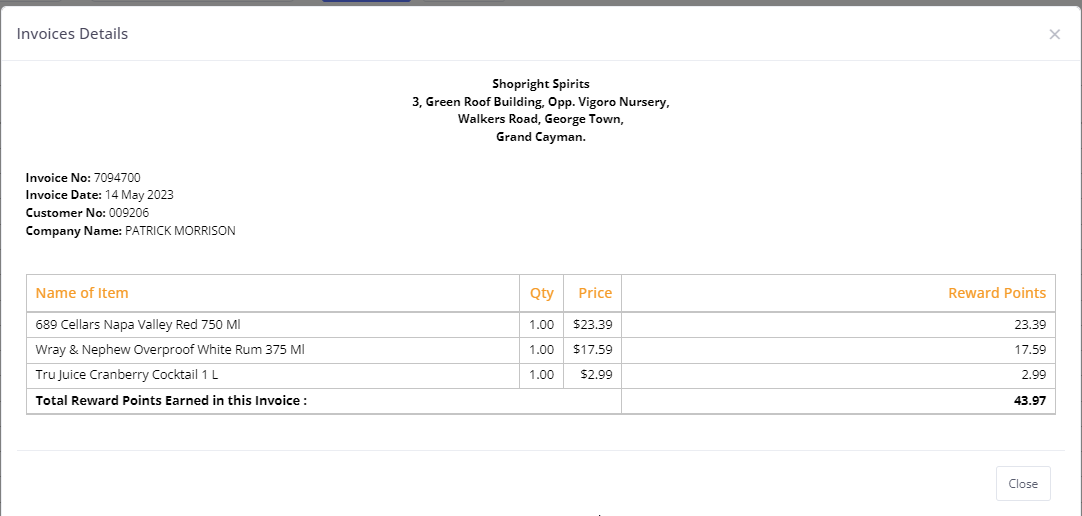 Invoices Details
×
Shopright Spirits
3, Green Roof Building, Opp. Vigoro Nursery,
Walkers Road, George Town,
Grand Cayman.
Invoice No: 7094700
Invoice Date: 14 May 2023
Customer No: 009206
Company Name: PATRICK MORRISON
Name of Item Qty Price Reward Points
689 Cellars Napa Valley Red 750 Ml 1.00 $23.39 23.39
Wray & Nephew Overproof White Rum 375 Ml 1.00 $17.59 17.59
Tru Juice Cranberry Cocktail 1 L 1.00 $2.99 2.99
Total Reward Points Earned in this Invoice : 43.97
Close